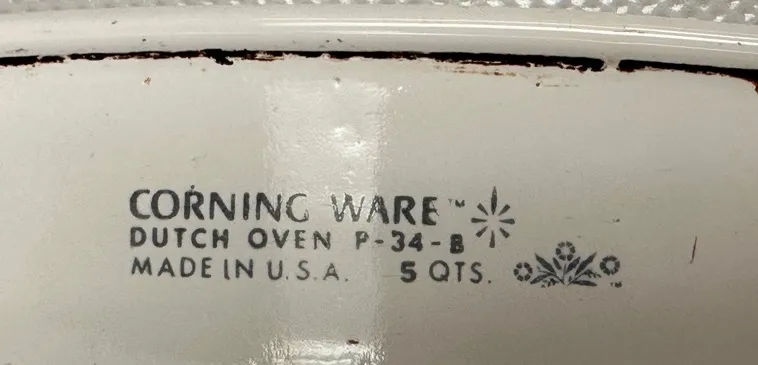 CORNING WARE™
DUTCH OVEN P-34-B
MADE IN U.S.A. 5 QTS.